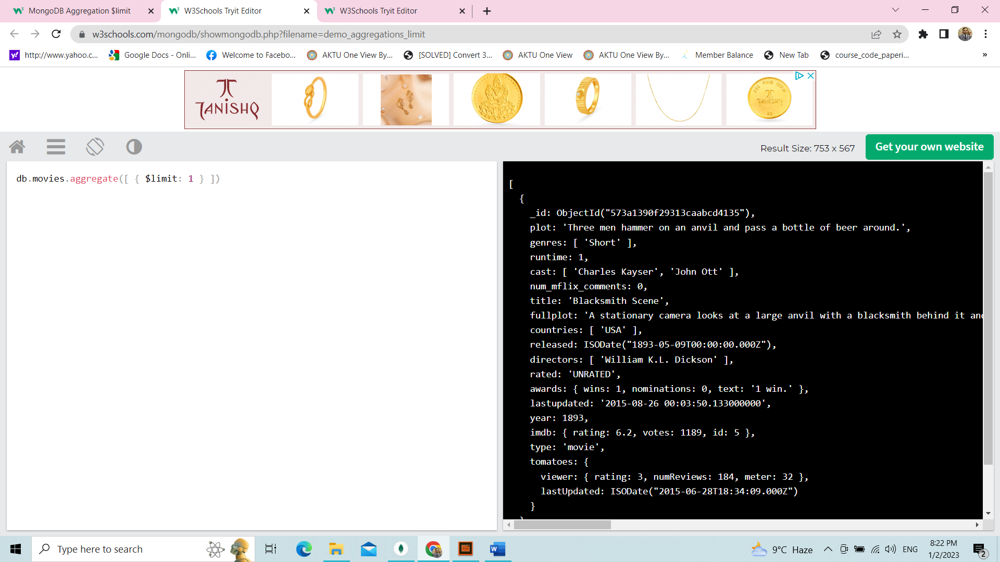 MongoDB Aggregation $limit
W3Schools Tryit Editor
W3Schools Tryit Editor
w3schools.com/mongodb/showmongodb.php?filename=demo_aggregations_limit
http://www.yahoo.c...
Google Docs - Onli...
Welcome to Facebo...
AKTU One View By...
[SOLVED] Convert 3...
AKTU One View
AKTU One View By...
Member Balance
New Tab
course_code_paperi...
»
TANISHQ
TANISHQ
Result Size: 753 x 567
Get your own website
db.movies.aggregate([ { $limit: 1 } ])
[
{
_id: ObjectId("573a1390f29313caabcd4135"),
plot: 'Three men hammer on an anvil and pass a bottle of beer around.',
genres: [ 'Short' ],
runtime: 1,
cast: [ 'Charles Kayser', 'John Ott' ],
num_mflix_comments: 0,
title: 'Blacksmith Scene',
fullplot: 'A stationary camera looks at a large anvil with a blacksmith behind it and
countries: [ 'USA' ],
released: ISODate("1893-05-09T00:00:00.000Z"),
directors: [ 'William K.L. Dickson' ],
rated: 'UNRATED',
awards: { wins: 1, nominations: 0, text: '1 win.' },
lastupdated: '2015-08-26 00:03:50.133000000',
year: 1893,
imdb: { rating: 6.2, votes: 1189, id: 5 },
type: 'movie',
tomatoes: {
viewer: { rating: 3, numReviews: 184, meter: 32 },
lastUpdated: ISODate("2015-06-28T18:34:09.000Z")
}
Type here to search
9°C Haze
ENG
8:22 PM
1/2/2023
2